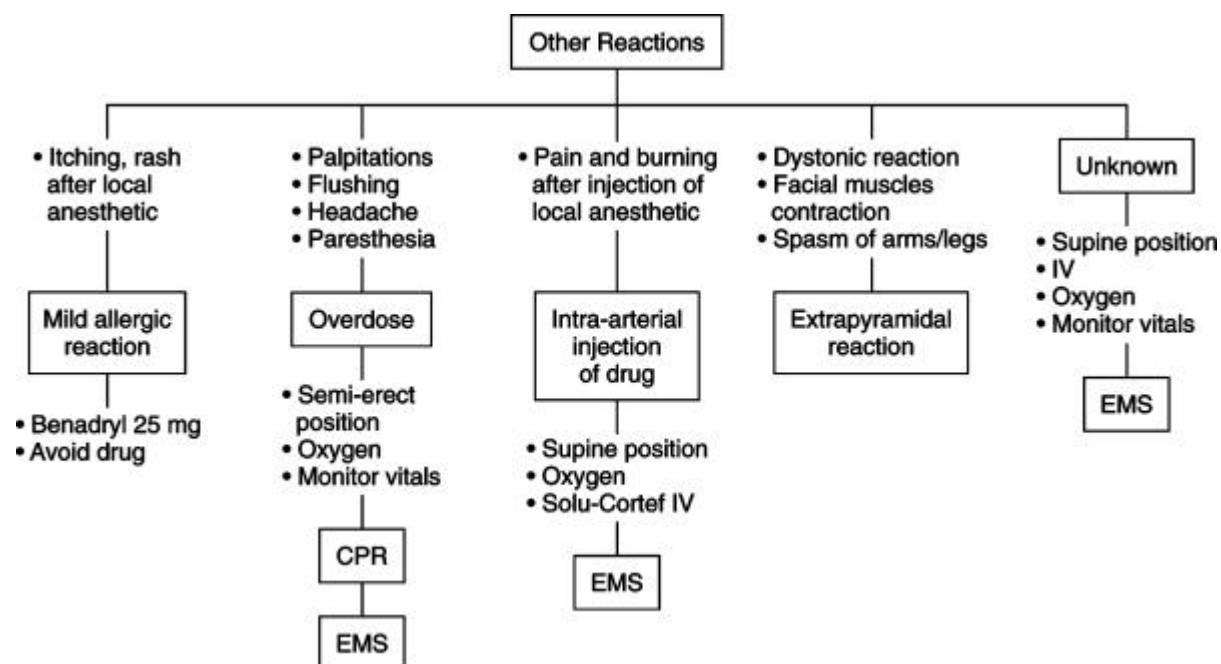 Other Reactions
• Itching, rash
after local
anesthetic
Mild allergic
reaction
• Benadryl 25 mg
• Avoid drug
• Palpitations
• Flushing
• Headache
• Paresthesia
Overdose
• Semi-erect
position
• Oxygen
• Monitor vitals
CPR
EMS
• Pain and burning
after injection of
local anesthetic
Intra-arterial
injection
of drug
• Supine position
• Oxygen
• Solu-Cortef IV
EMS
• Dystonic reaction
• Facial muscles
contraction
• Spasm of arms/legs
Extrapyramidal
reaction
Unknown
• Supine position
• IV
• Oxygen
• Monitor vitals
EMS